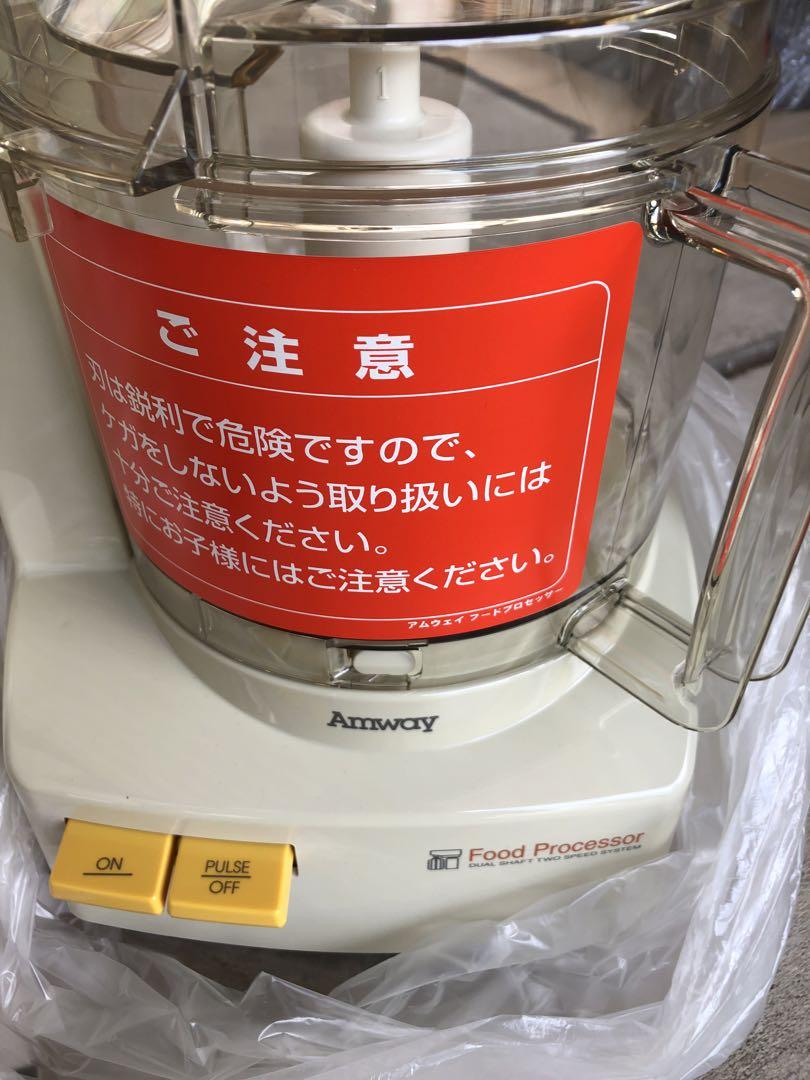 1
ご注意
刃は鋭利で危険ですので、
ケガをしないよう取り扱いには
十分ご注意ください。
特にお子様にはご注意ください。
アムウェイ フードプロセッサー
Amway
ON
PULSE
OFF
Food Processor
DUAL SHAFT TWO SPEED SYSTEM